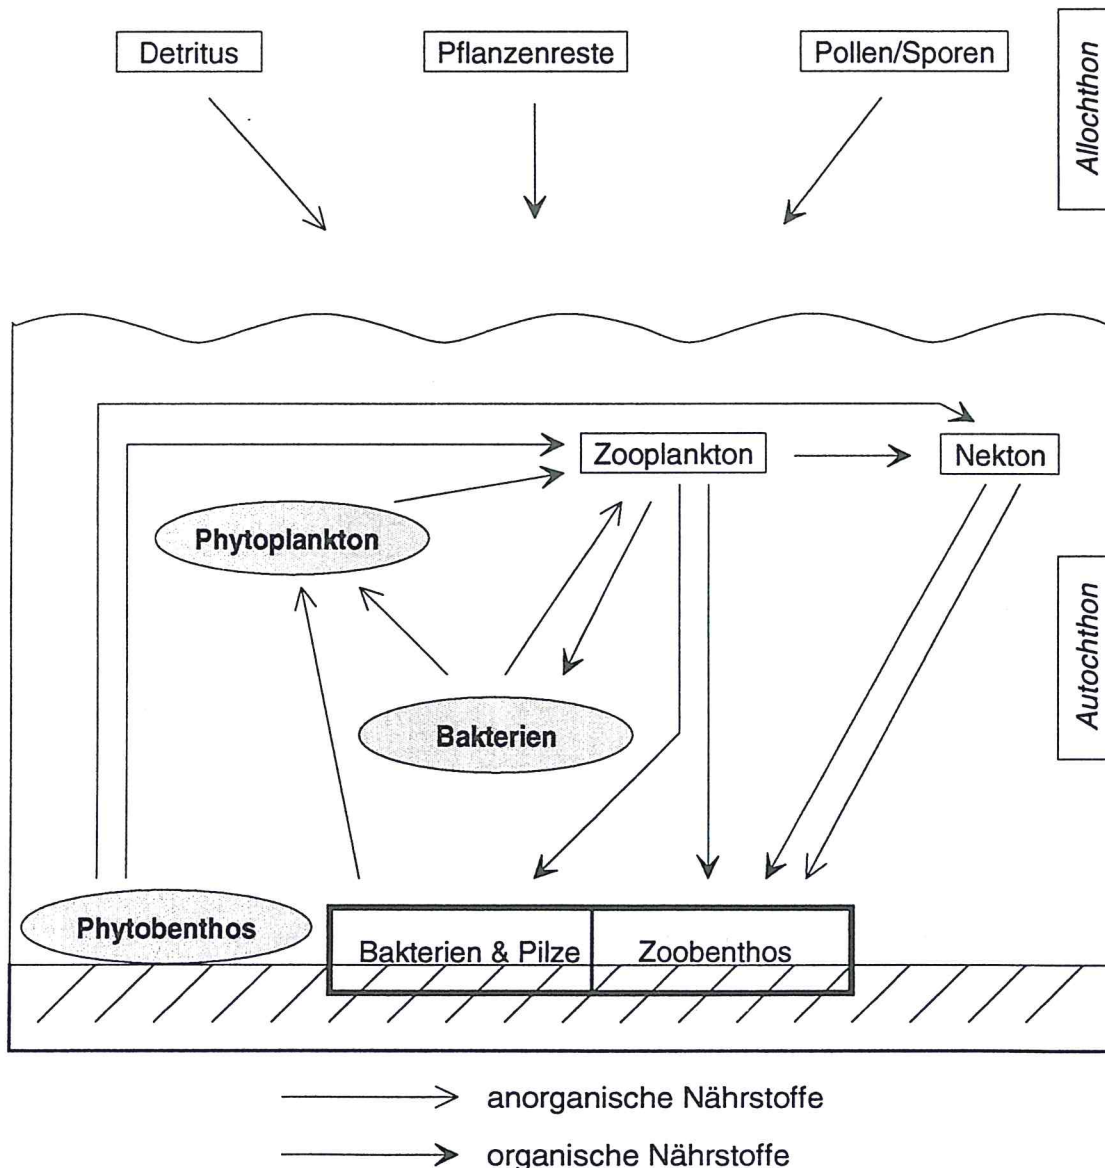 Detritus
Pflanzenreste
Pollen/Sporen
Allochthon
Zooplankton
Nekton
Phytoplankton
Autochthon
Bakterien
Phytobenthos
Bakterien & Pilze
Zoobenthos
anorganische Nährstoffe
organische Nährstoffe